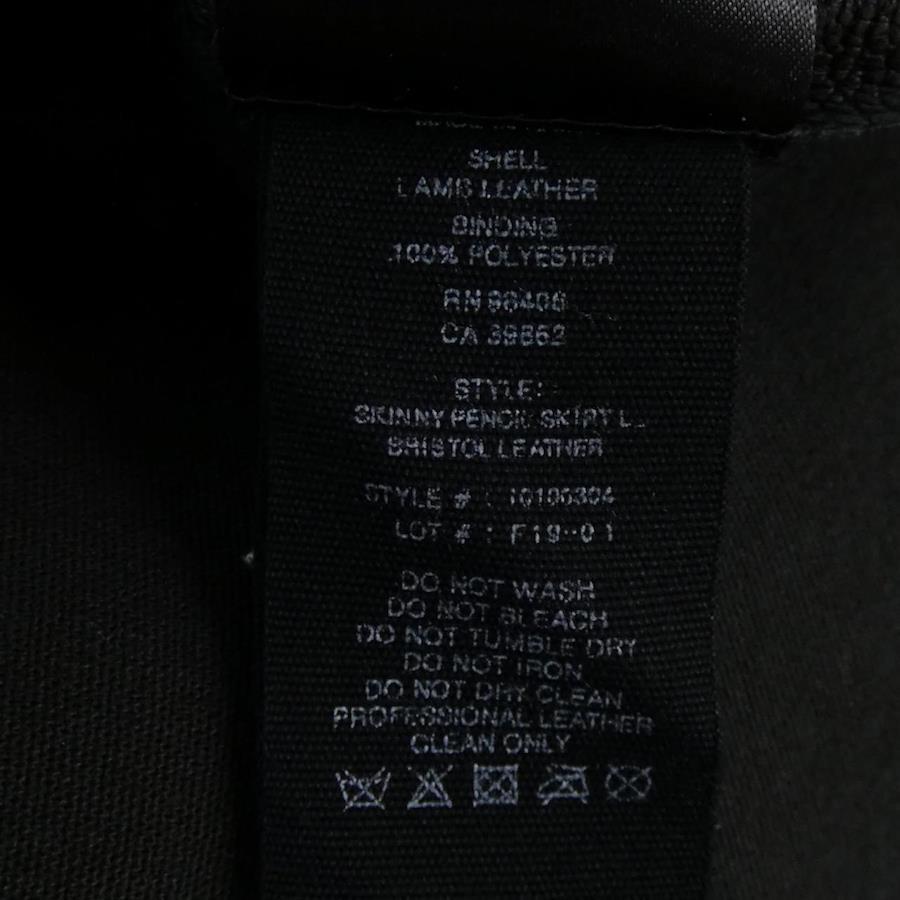 SHELL
LAMB LEATHER
BINDING
100% POLYESTER
RN 98406
CA 39862
STYLE:
SKINNY PENCIL SKIRT L
BRISTOL LEATHER
STYLE # : 10100304
LOT # : F19-01
DO NOT WASH
DO NOT BLEACH
DO NOT TUMBLE DRY
DO NOT IRON
DO NOT DRY CLEAN
PROFESSIONAL LEATHER
CLEAN ONLY